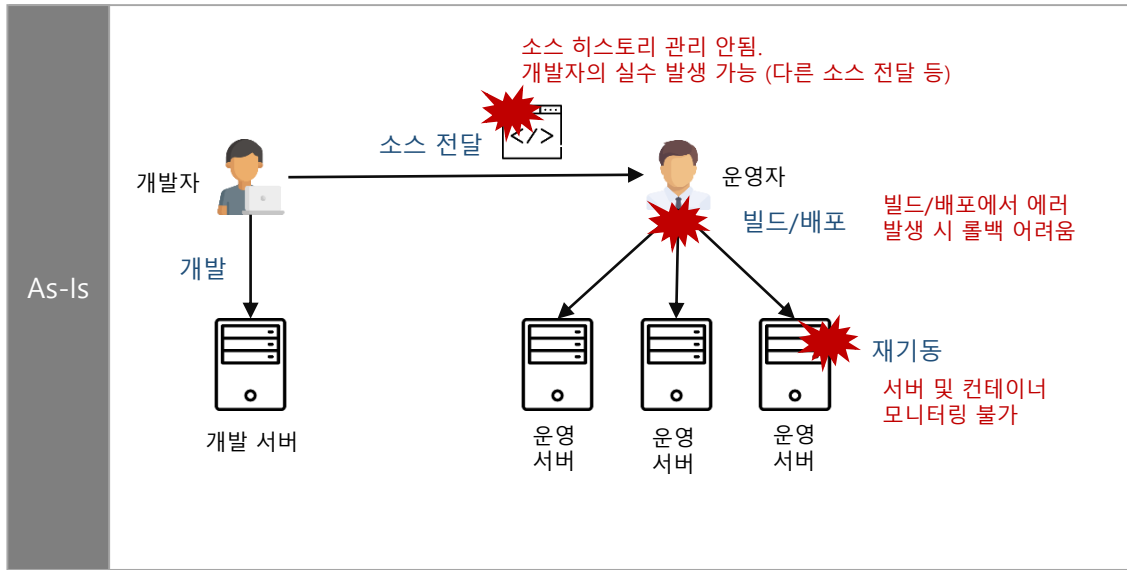 소스 히스토리 관리 안됨.
개발자의 실수 발생 가능 (다른 소스 전달 등)
</>
소스 전달
개발자
운영자
빌드/배포
빌드/배포에서 에러
발생 시 롤백 어려움
개발
As-Is
재기동
서버 및 컨테이너
모니터링 불가
개발 서버
운영
서버
운영
서버
운영
서버